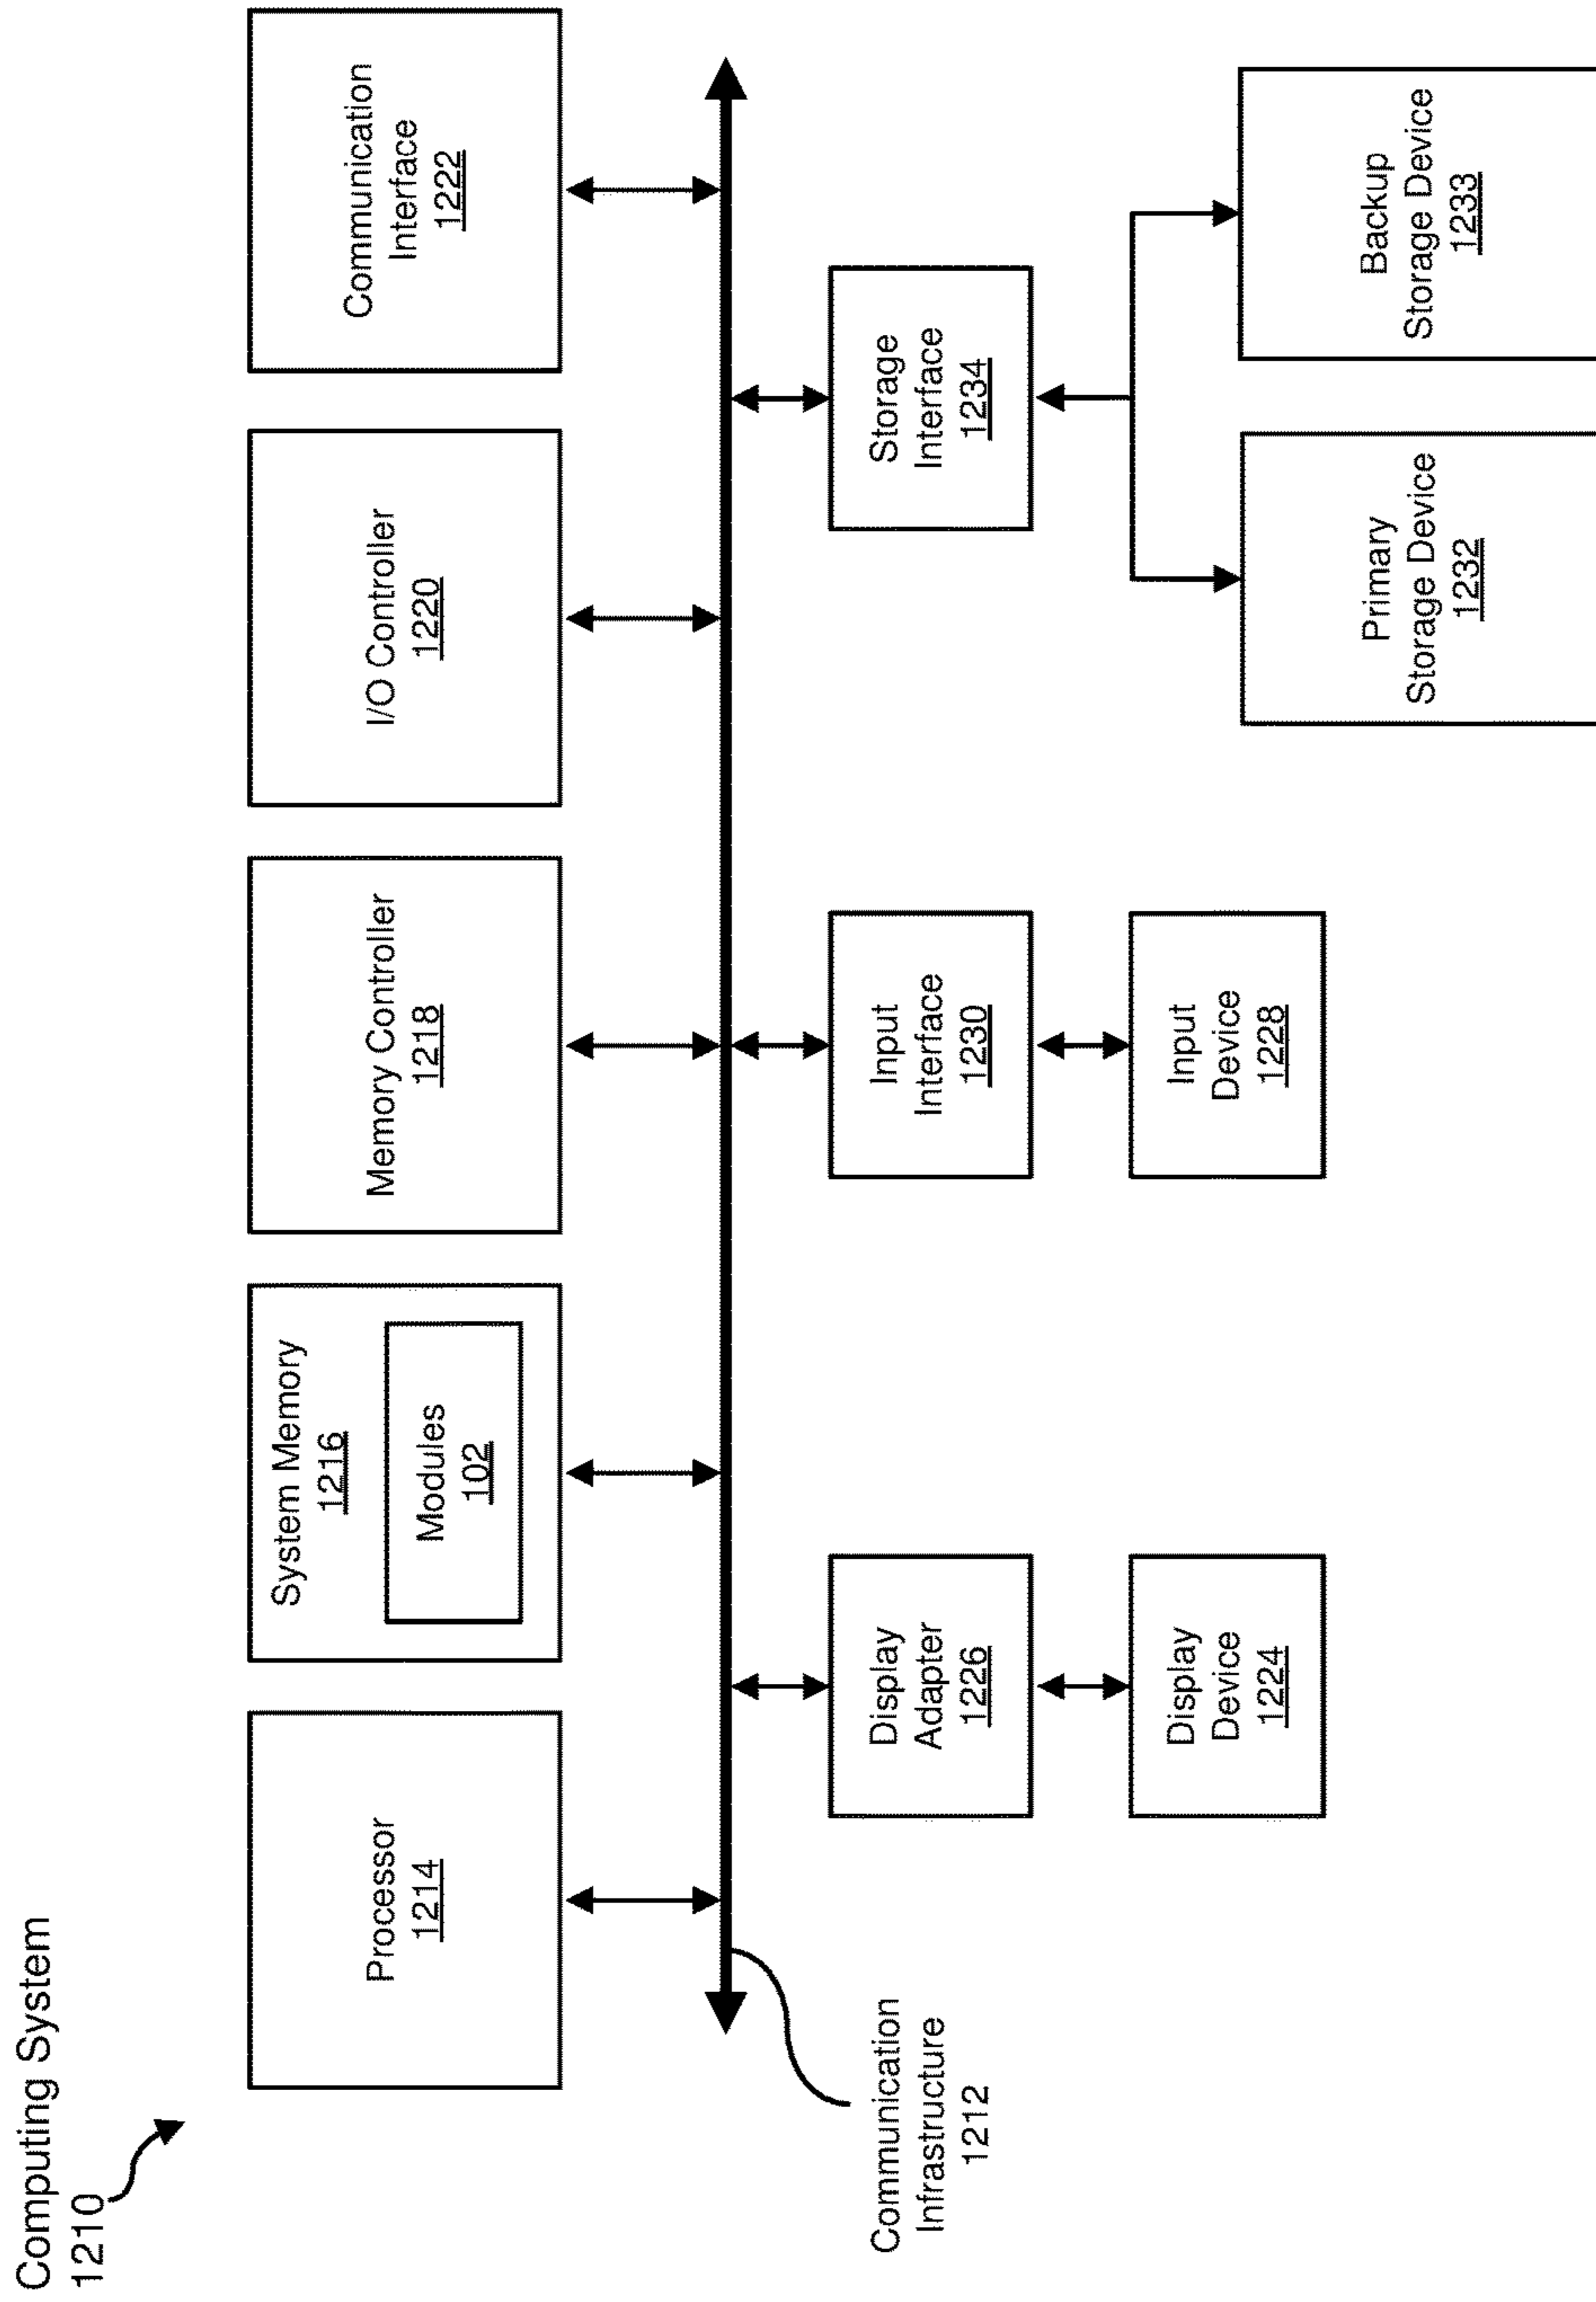 Computing System
1210
Processor
1214
System Memory
1216
Modules
102
Memory Controller
1218
I/O Controller
1220
Communication
Interface
1222
Communication
Infrastructure
1212
Display
Adapter
1226
Input
Interface
1230
Storage
Interface
1234
Display
Device
1224
Input
Device
1228
Primary
Storage Device
1232
Backup
Storage Device
1233